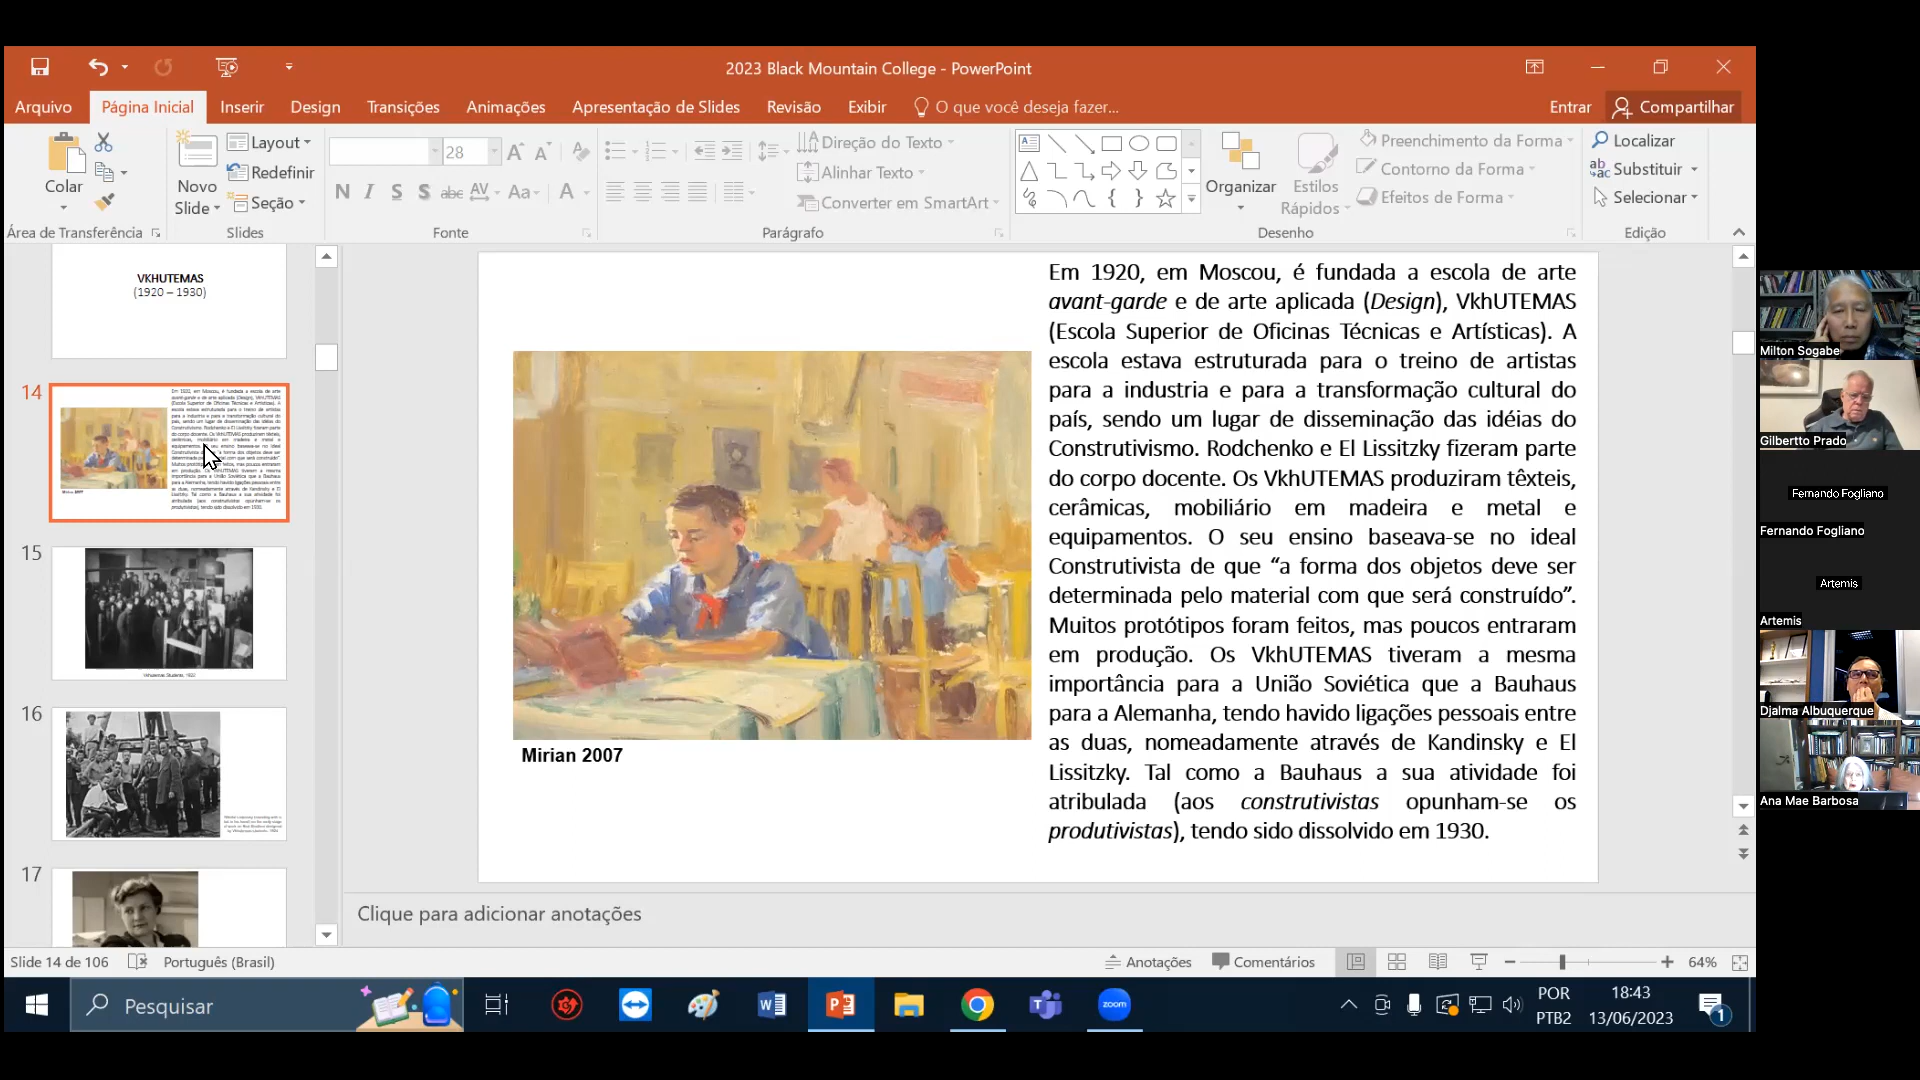 2023 Black Mountain College - PowerPoint
Arquivo
Página Inicial
Inserir
Design
Transições
Animações
Apresentação de Slides
Revisão
Exibir
O que você deseja fazer...
Entrar
Compartilhar
Colar
Novo
Slide
Layout
Redefinir
Seção
28
N I S S abc AV Aa A
Direção do Texto
Alinhar Texto
Converter em SmartArt
Organizar
Estilos
Rápidos
Preenchimento da Forma
Contorno da Forma
Efeitos de Forma
Localizar
Substituir
Selecionar
Área de Transferência
Slides
Fonte
Parágrafo
Desenho
Edição
VKHUTEMAS
(1920 – 1930)
14
15
Vkhutemas Students, 1922
16
17
Em 1920, em Moscou, é fundada a escola de arte
avant-garde e de arte aplicada (Design), VkhUTEMAS
(Escola Superior de Oficinas Técnicas e Artísticas). A
escola estava estruturada para o treino de artistas
para a industria e para a transformação cultural do
país, sendo um lugar de disseminação das idéias do
Construtivismo. Rodchenko e El Lissitzky fizeram parte
do corpo docente. Os VkhUTEMAS produziram têxteis,
cerâmicas, mobiliário em madeira e metal e
equipamentos. O seu ensino baseava-se no ideal
Construtivista de que “a forma dos objetos deve ser
determinada pelo material com que será construído”.
Muitos protótipos foram feitos, mas poucos entraram
em produção. Os VkhUTEMAS tiveram a mesma
importância para a União Soviética que a Bauhaus
para a Alemanha, tendo havido ligações pessoais entre
as duas, nomeadamente através de Kandinsky e El
Lissitzky. Tal como a Bauhaus a sua atividade foi
atribulada (aos construtivistas opunham-se os
produtivistas), tendo sido dissolvido em 1930.
Mirian 2007
Clique para adicionar anotações
Slide 14 de 106
Português (Brasil)
Anotações
Comentários
64%
Pesquisar
zoom
POR
PTB2
18:43
13/06/2023
1
Milton Sogabe
Gilbertto Prado
Fernando Fogliano
Fernando Fogliano
Artemis
Artemis
Djalma Albuquerque
Ana Mae Barbosa